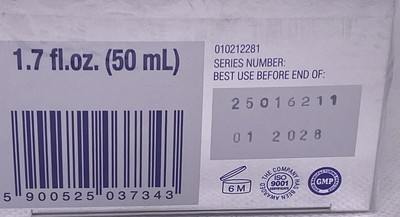 1.7 fl.oz. (50 mL)
010212281
SERIES NUMBER:
BEST USE BEFORE END OF:
25016211
01 2028
5 900525 037343
6 M
THE COMPANY HAS
ISO
9001
BEEN AWARDED
GMP